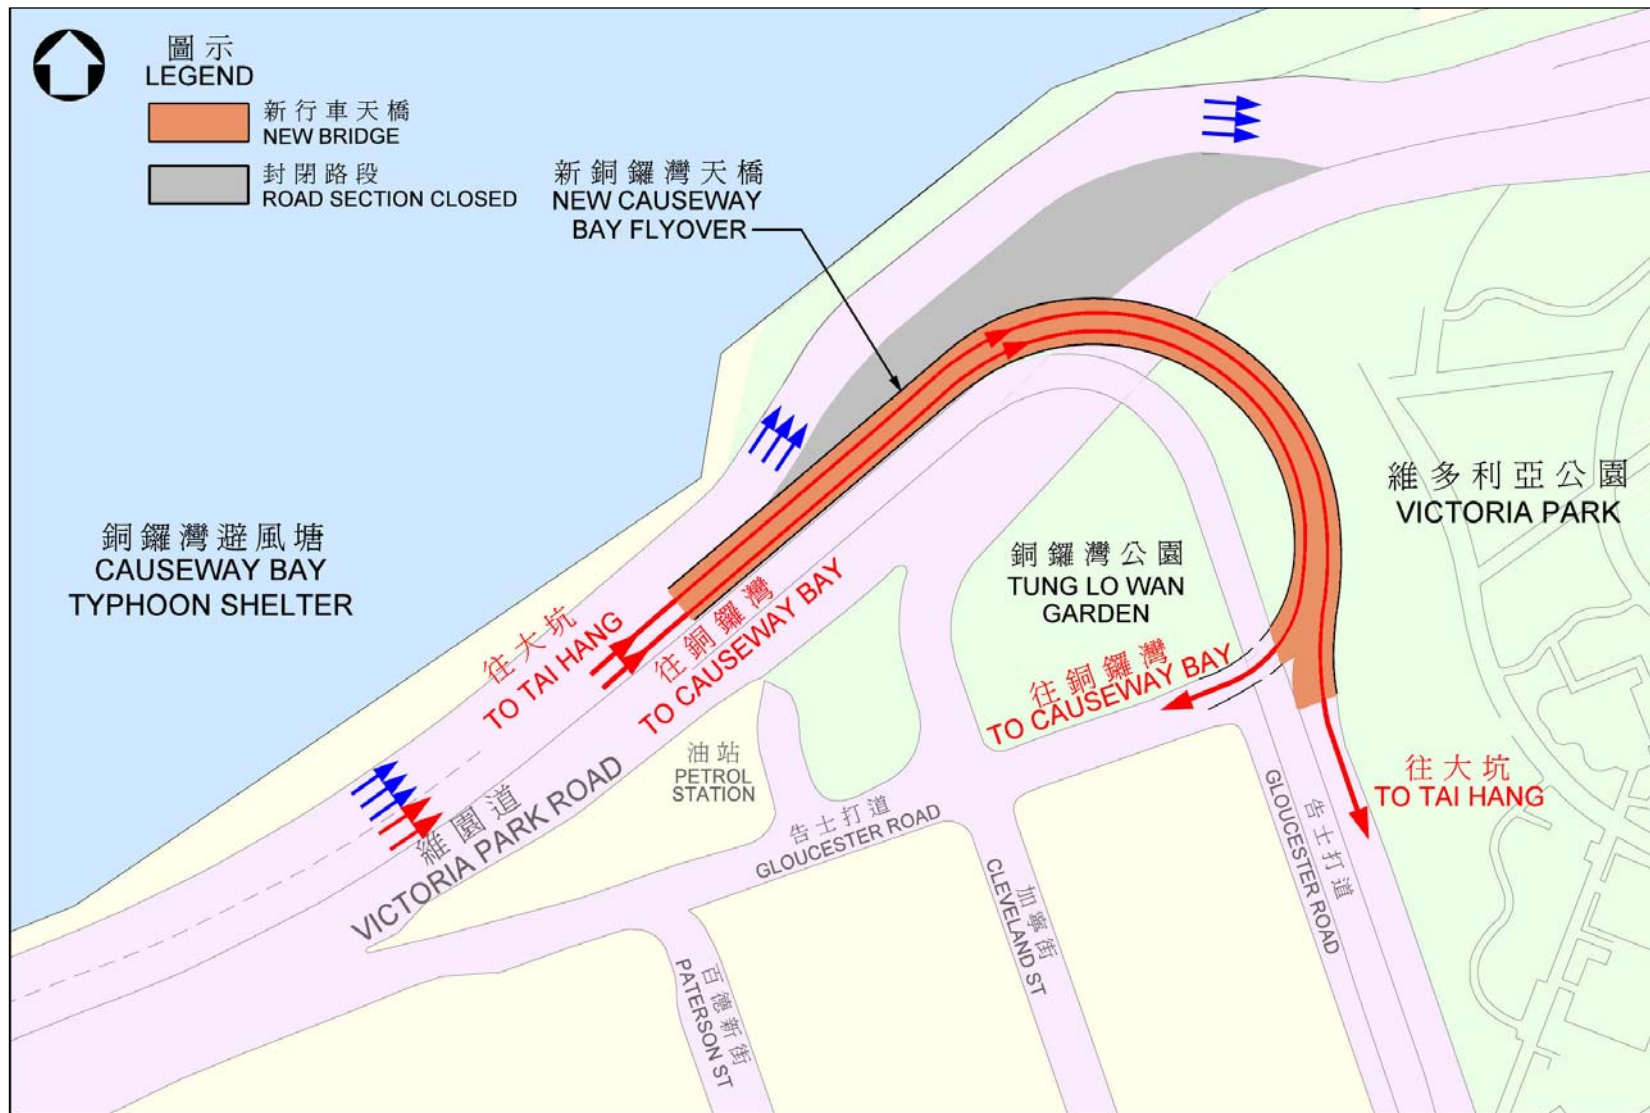 圖示
LEGEND
新行車天橋
NEW BRIDGE
封閉路段
ROAD SECTION CLOSED
新銅鑼灣天橋
NEW CAUSEWAY
BAY FLYOVER
銅鑼灣避風塘
CAUSEWAY BAY
TYPHOON SHELTER
維多利亞公園
VICTORIA PARK
銅鑼灣公園
TUNG LO WAN
GARDEN
往大坑
TO TAI HANG
往銅鑼灣
TO CAUSEWAY BAY
往銅鑼灣
TO CAUSEWAY BAY
往大坑
TO TAI HANG
油站
PETROL
STATION
維園道
VICTORIA PARK ROAD
告士打道
GLOUCESTER ROAD
告士打道
GLOUCESTER ROAD
加寧街
CLEVELAND ST
百德新街
PATERSON ST